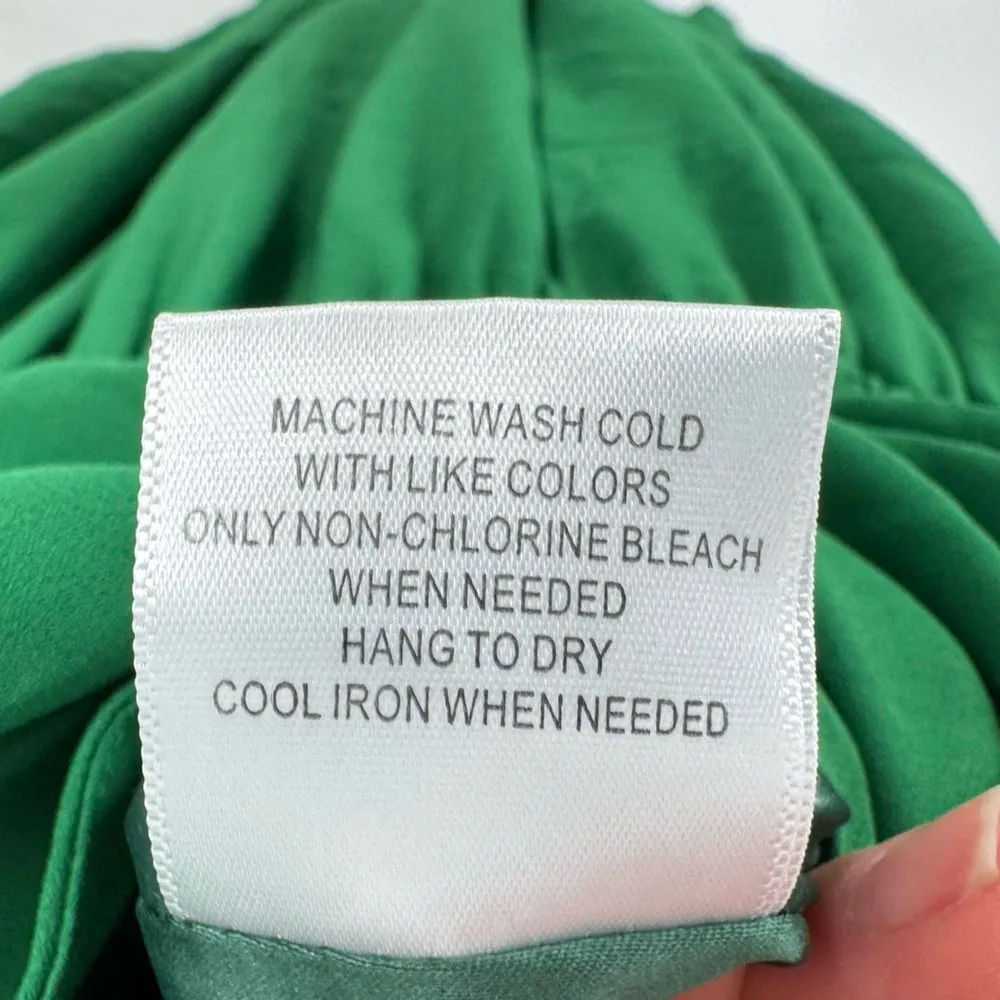 MACHINE WASH COLD
WITH LIKE COLORS
ONLY NON-CHLORINE BLEACH
WHEN NEEDED
HANG TO DRY
COOL IRON WHEN NEEDED